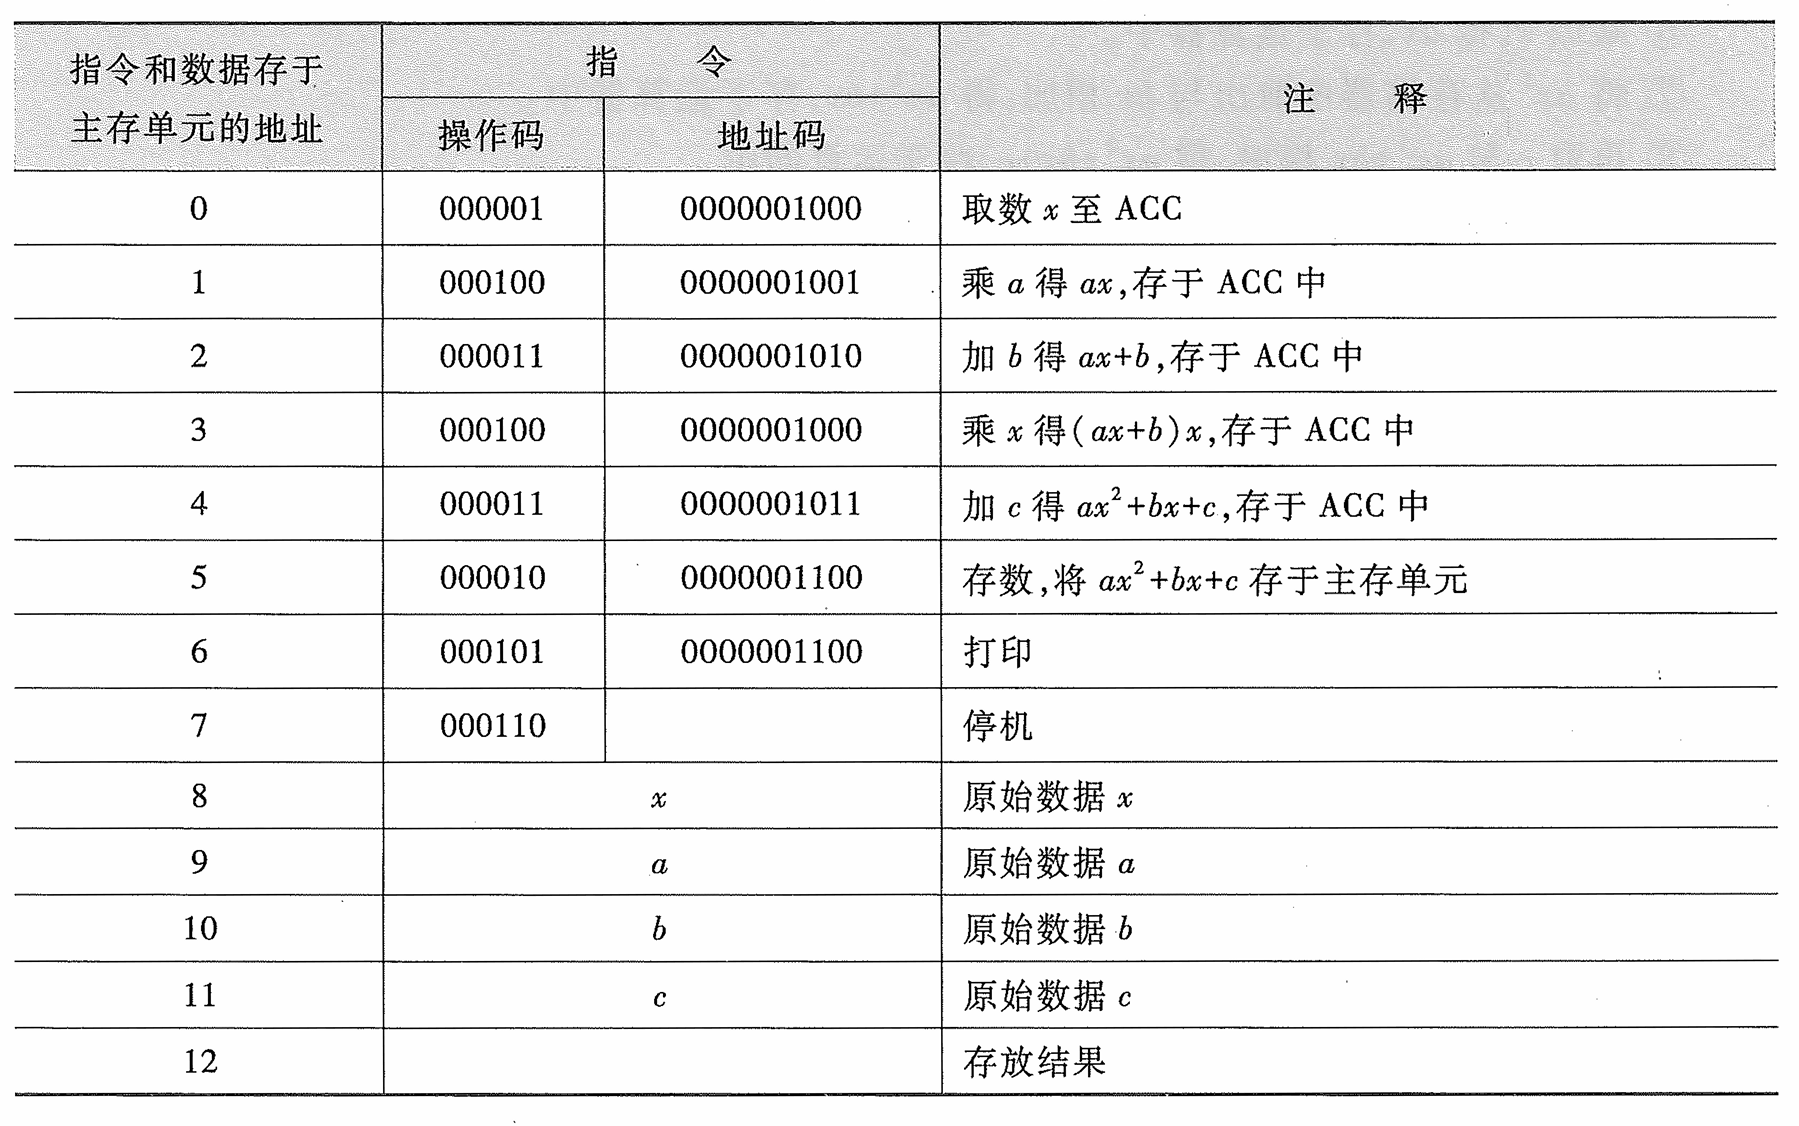 指令和数据存于
主存单元的地址
指 令
操作码 地址码
注 释
0 000001 0000001000 取数 x 至 ACC
1 000100 0000001001 乘 a 得 ax,存于 ACC 中
2 000011 0000001010 加 b 得 ax+b,存于 ACC 中
3 000100 0000001000 乘 x 得(ax+b)x,存于 ACC 中
4 000011 0000001011 加 c 得 ax²+bx+c,存于 ACC 中
5 000010 0000001100 存数,将 ax²+bx+c 存于主存单元
6 000101 0000001100 打印
7 000110 停机
8 x 原始数据 x
9 a 原始数据 a
10 b 原始数据 b
11 c 原始数据 c
12 存放结果